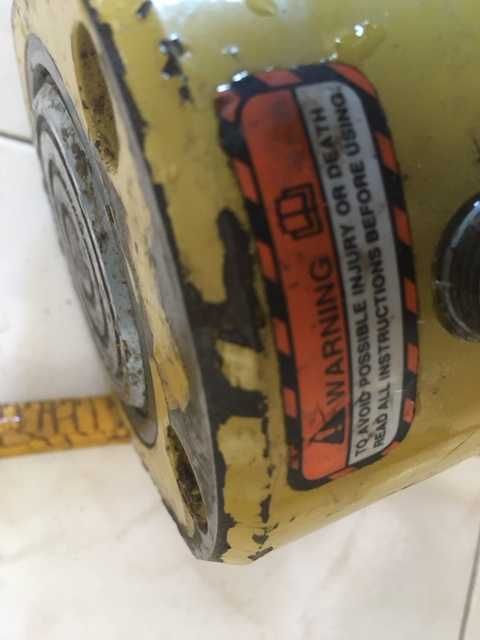 WARNING
TO AVOID POSSIBLE INJURY OR DEATH
READ ALL INSTRUCTIONS BEFORE USING.